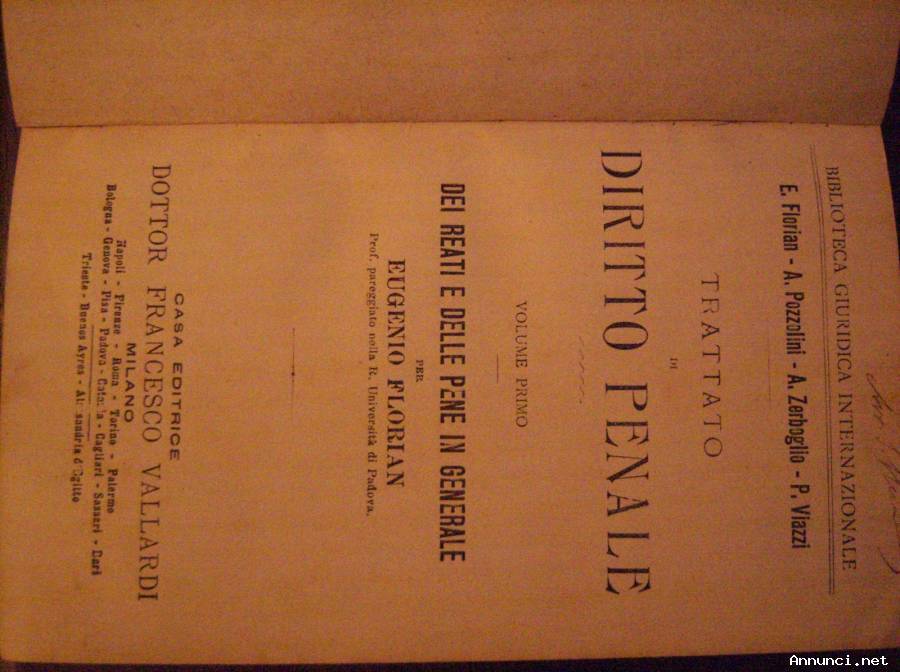 BIBLIOTECA GIURIDICA INTERNAZIONALE
E. Florian - A. Pozzolini - A. Zerboglio - P. Viazzi
TRATTATO
DI
DIRITTO PENALE
VOLUME PRIMO
DEI REATI E DELLE PENE IN GENERALE
PER
EUGENIO FLORIAN
Prof. pareggiato nella R. Università di Padova.
CASA EDITRICE
DOTTOR FRANCESCO VALLARDI
MILANO
Napoli - Firenze - Roma - Torino - Palermo
Bologna - Genova - Pisa - Padova - Catania - Cagliari - Sassari - Bari
Trieste - Buenos Ayres - Alessandria d'Egitto
Annunci.net